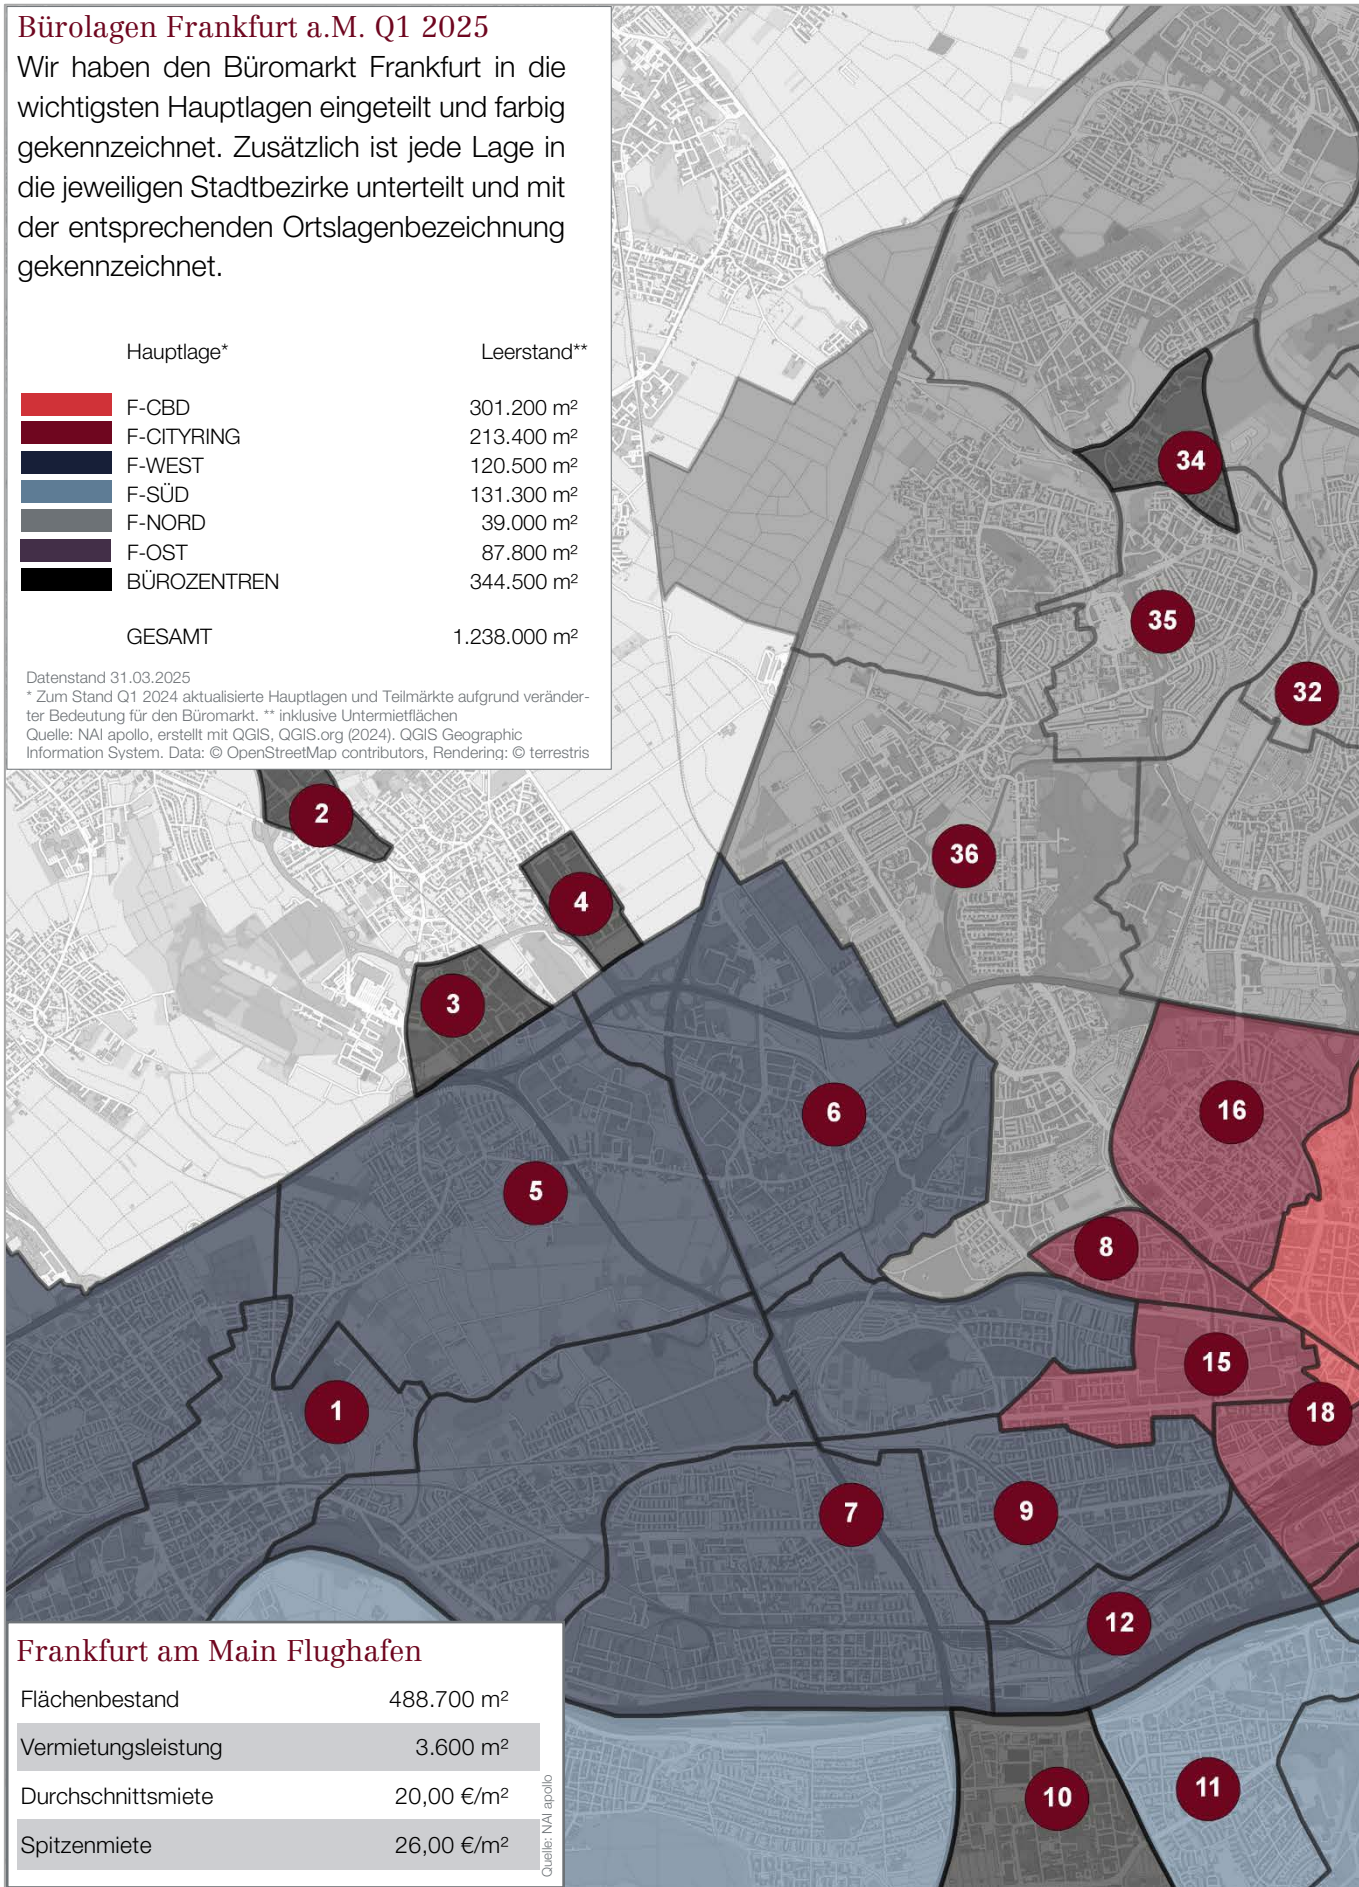 Bürolagen Frankfurt a.M. Q1 2025
Wir haben den Büromarkt Frankfurt in die
wichtigsten Hauptlagen eingeteilt und farbig
gekennzeichnet. Zusätzlich ist jede Lage in
die jeweiligen Stadtbezirke unterteilt und mit
der entsprechenden Ortslagenbezeichnung
gekennzeichnet.
Hauptlage* Leerstand**
F-CBD 301.200 m²
F-CITYRING 213.400 m²
F-WEST 120.500 m²
F-SÜD 131.300 m²
F-NORD 39.000 m²
F-OST 87.800 m²
BÜROZENTREN 344.500 m²
GESAMT 1.238.000 m²
Datenstand 31.03.2025
* Zum Stand Q1 2024 aktualisierte Hauptlagen und Teilmärkte aufgrund veränder-
ter Bedeutung für den Büromarkt. ** inklusive Untermietflächen
Quelle: NAI apollo, erstellt mit QGIS, QGIS.org (2024). QGIS Geographic
Information System. Data: © OpenStreetMap contributors, Rendering: © terrestris
34
35
32
2
36
4
3
6
16
5
8
15
1
18
7
9
12
10
11
Frankfurt am Main Flughafen
Flächenbestand 488.700 m²
Vermietungsleistung 3.600 m²
Durchschnittsmiete 20,00 €/m²
Spitzenmiete 26,00 €/m²
Quelle: NAI apollo